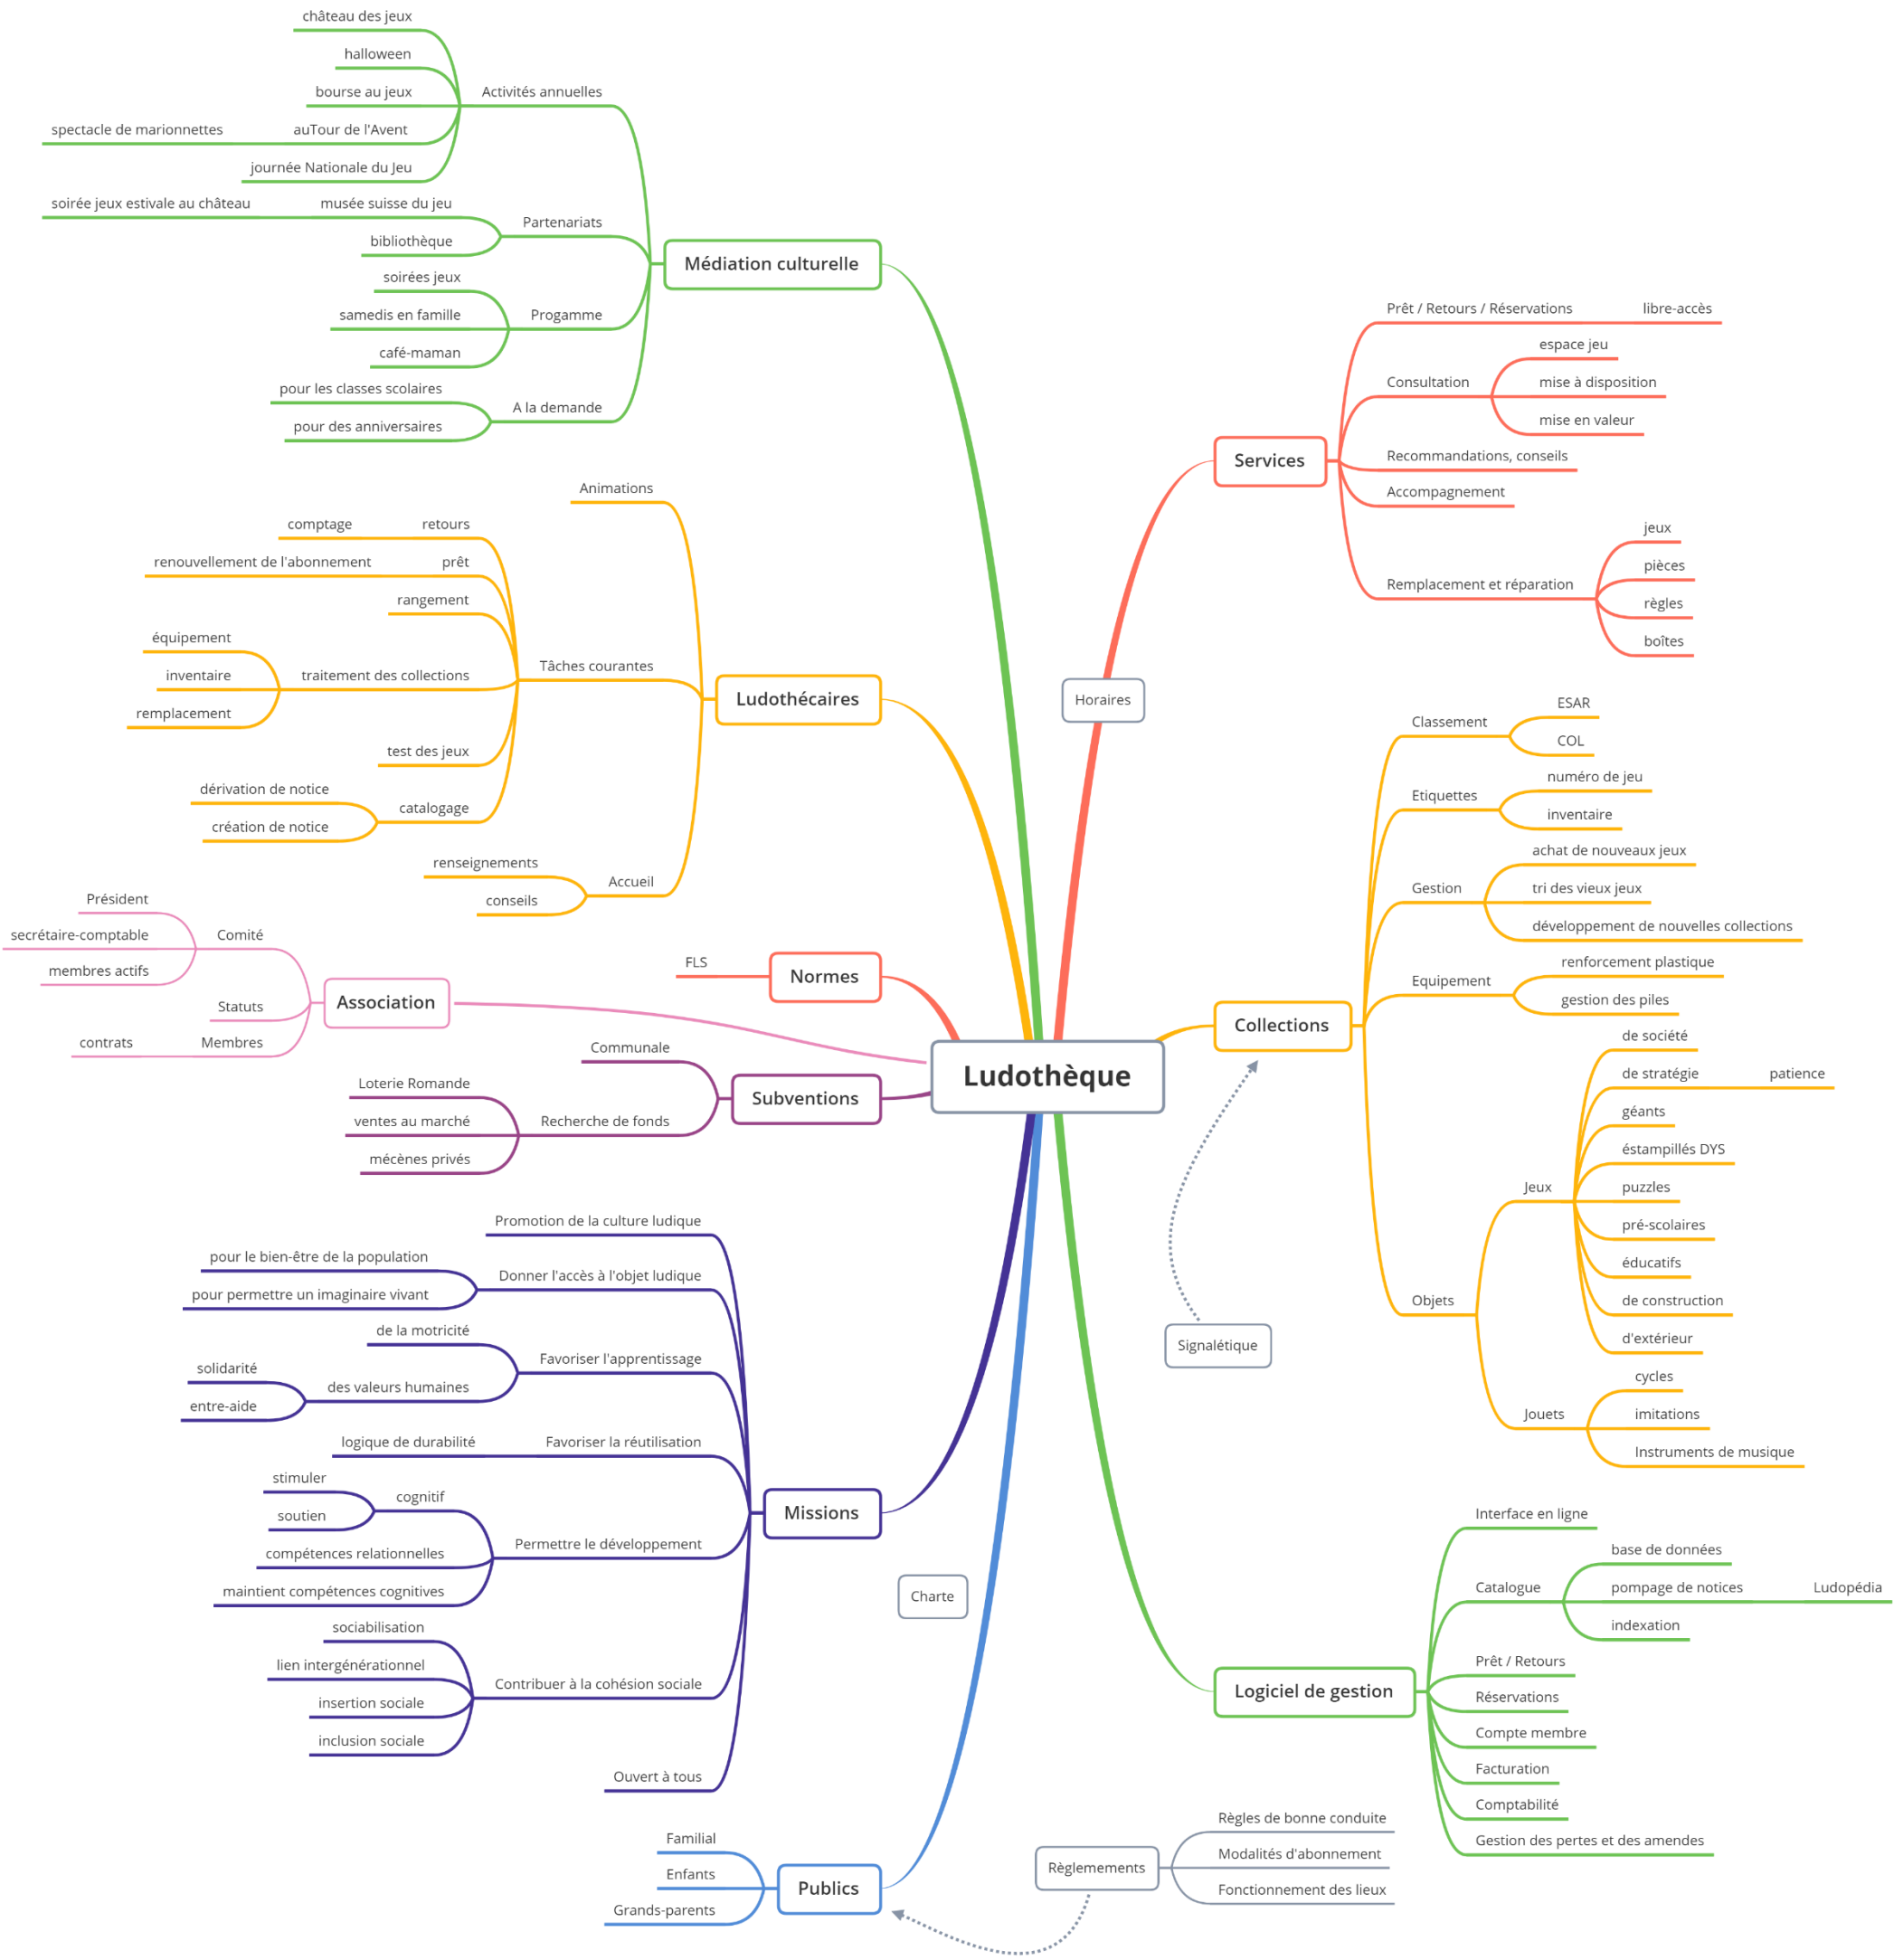 château des jeux
halloween
bourse au jeux
spectacle de marionnettes
auTour de l'Avent
journée Nationale du Jeu
Activités annuelles
soirée jeux estivale au château
musée suisse du jeu
bibliothèque
Partenariats
soirées jeux
samedis en famille
café-maman
Progamme
pour les classes scolaires
pour des anniversaires
A la demande
Médiation culturelle
Animations
comptage
retours
renouvellement de l'abonnement
prêt
rangement
équipement
inventaire
remplacement
traitement des collections
test des jeux
dérivation de notice
création de notice
catalogage
Tâches courantes
renseignements
conseils
Accueil
Ludothécaires
FLS
Normes
Président
secrétaire-comptable
membres actifs
Comité
Statuts
contrats
Membres
Association
Communale
Loterie Romande
ventes au marché
mécènes privés
Recherche de fonds
Subventions
Promotion de la culture ludique
pour le bien-être de la population
pour permettre un imaginaire vivant
Donner l'accès à l'objet ludique
de la motricité
solidarité
entre-aide
des valeurs humaines
Favoriser l'apprentissage
logique de durabilité
Favoriser la réutilisation
stimuler
soutien
cognitif
compétences relationnelles
maintient compétences cognitives
Permettre le développement
sociabilisation
lien intergénérationnel
insertion sociale
inclusion sociale
Contribuer à la cohésion sociale
Ouvert à tous
Missions
Charte
Familial
Enfants
Grands-parents
Publics
Ludothèque
Horaires
Services
Prêt / Retours / Réservations
libre-accès
Consultation
espace jeu
mise à disposition
mise en valeur
Recommandations, conseils
Accompagnement
Remplacement et réparation
jeux
pièces
règles
boîtes
Collections
Classement
ESAR
COL
Etiquettes
numéro de jeu
inventaire
Gestion
achat de nouveaux jeux
tri des vieux jeux
développement de nouvelles collections
Equipement
renforcement plastique
gestion des piles
Objets
Jeux
de société
de stratégie
patience
géants
éstampillés DYS
puzzles
pré-scolaires
éducatifs
de construction
d'extérieur
Jouets
cycles
imitations
Instruments de musique
Signalétique
Logiciel de gestion
Interface en ligne
Catalogue
base de données
pompage de notices
Ludopédia
indexation
Prêt / Retours
Réservations
Compte membre
Facturation
Comptabilité
Gestion des pertes et des amendes
Règlemements
Règles de bonne conduite
Modalités d'abonnement
Fonctionnement des lieux